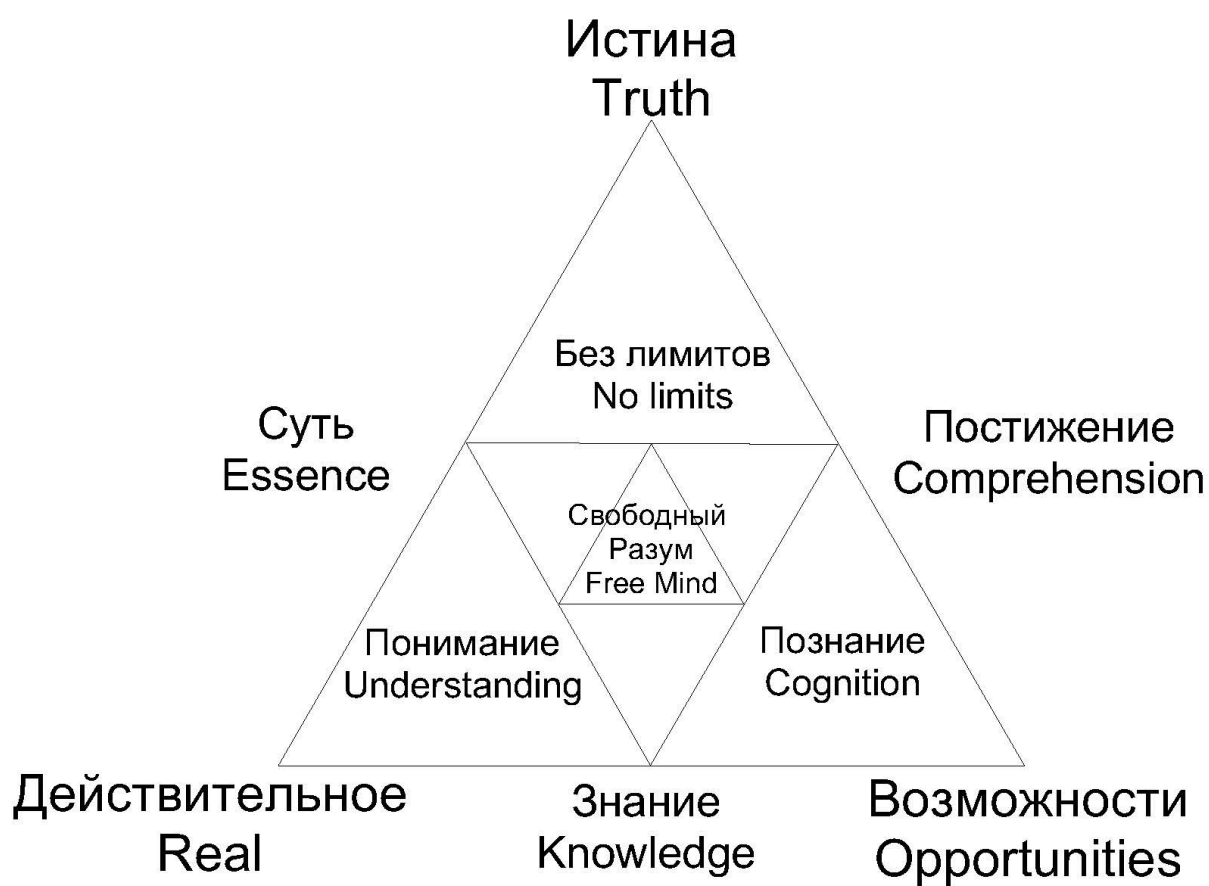 Истина
Truth
Без лимитов
No limits
Суть
Essence
Постижение
Comprehension
Свободный
Разум
Free Mind
Понимание
Understanding
Познание
Cognition
Действительное
Real
Знание
Knowledge
Возможности
Opportunities